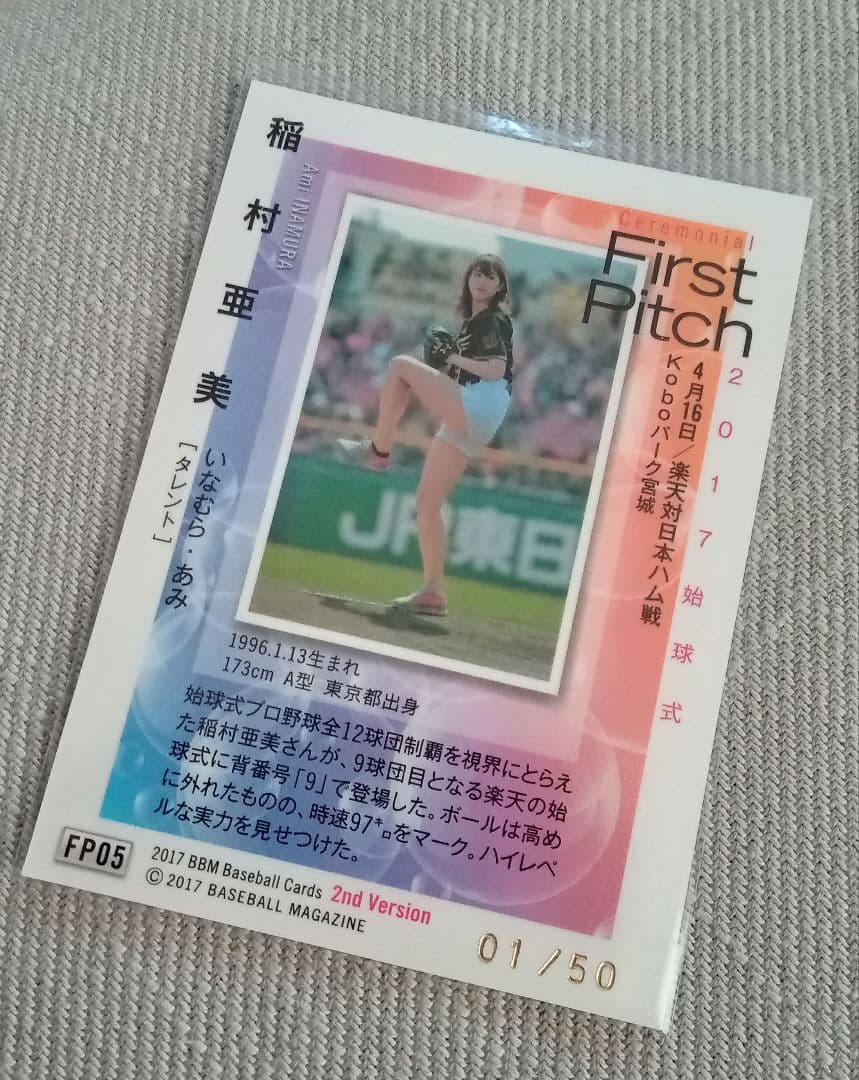 稲村亜美
Ami INAMURA
いなむら・あみ
[タレント]
Ceremonial
First
Pitch
2017始球式
4月16日/楽天対日本ハム戦
Koboパーク宮城
JR東日
1996.1.13生まれ
173cm A型 東京都出身
始球式プロ野球全12球団制覇を視界にとらえ
た稲村亜美さんが、9球団目となる楽天の始
球式に背番号「9」で登場した。ボールは高め
に外れたものの、時速97㌔をマーク。ハイレベ
ルな実力を見せつけた。
FP05
2017 BBM Baseball Cards 2nd Version
© 2017 BASEBALL MAGAZINE
01/50